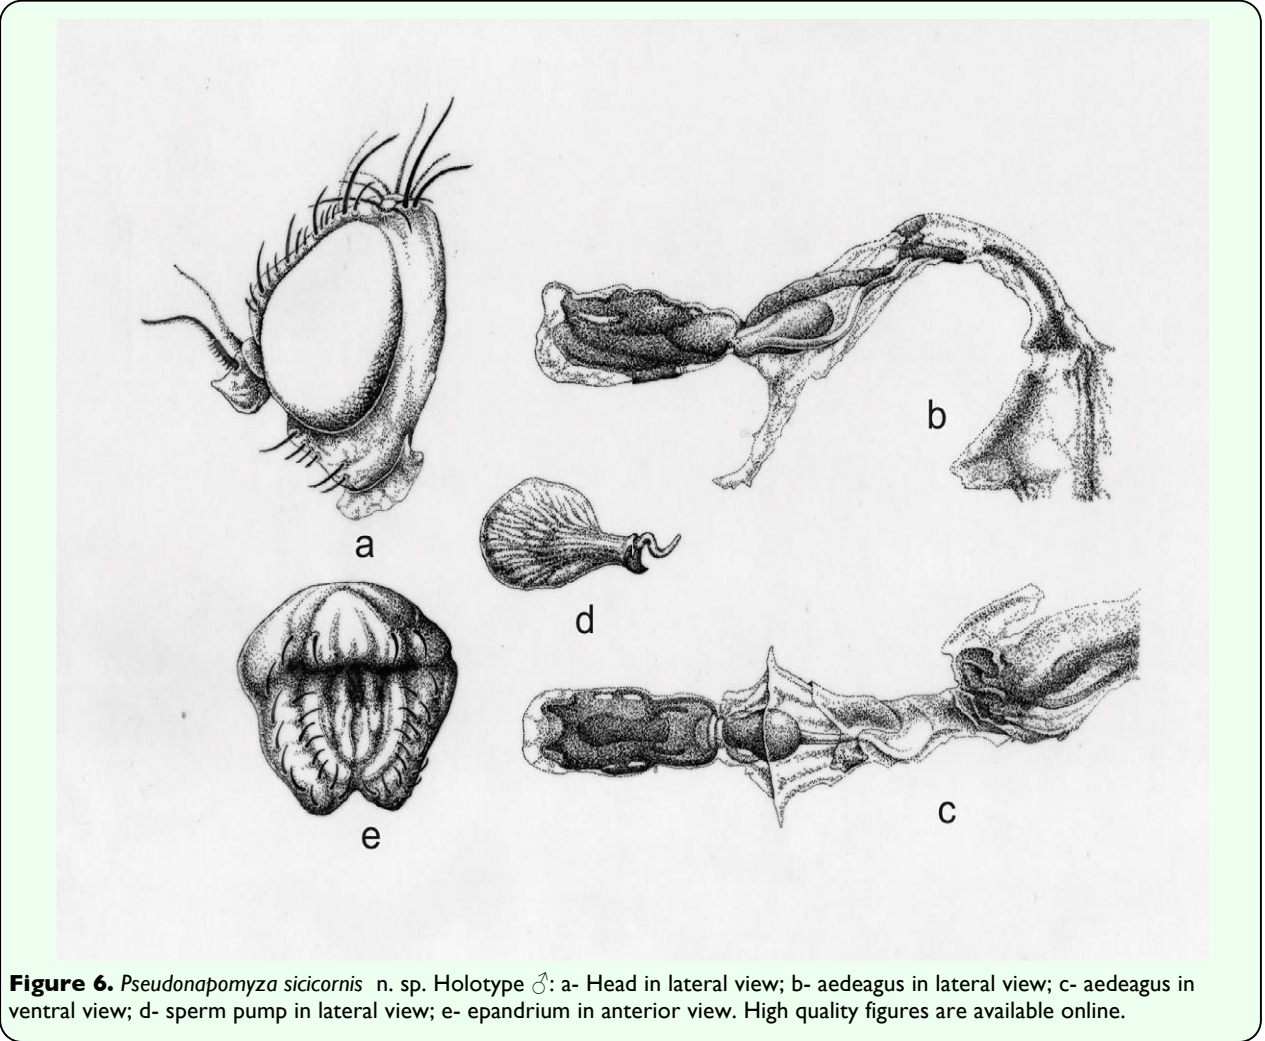 a
b
d
e
c
Figure 6. Pseudonapomyza sicicornis n. sp. Holotype ♂: a- Head in lateral view; b- aedeagus in lateral view; c- aedeagus in
ventral view; d- sperm pump in lateral view; e- epandrium in anterior view. High quality figures are available online.